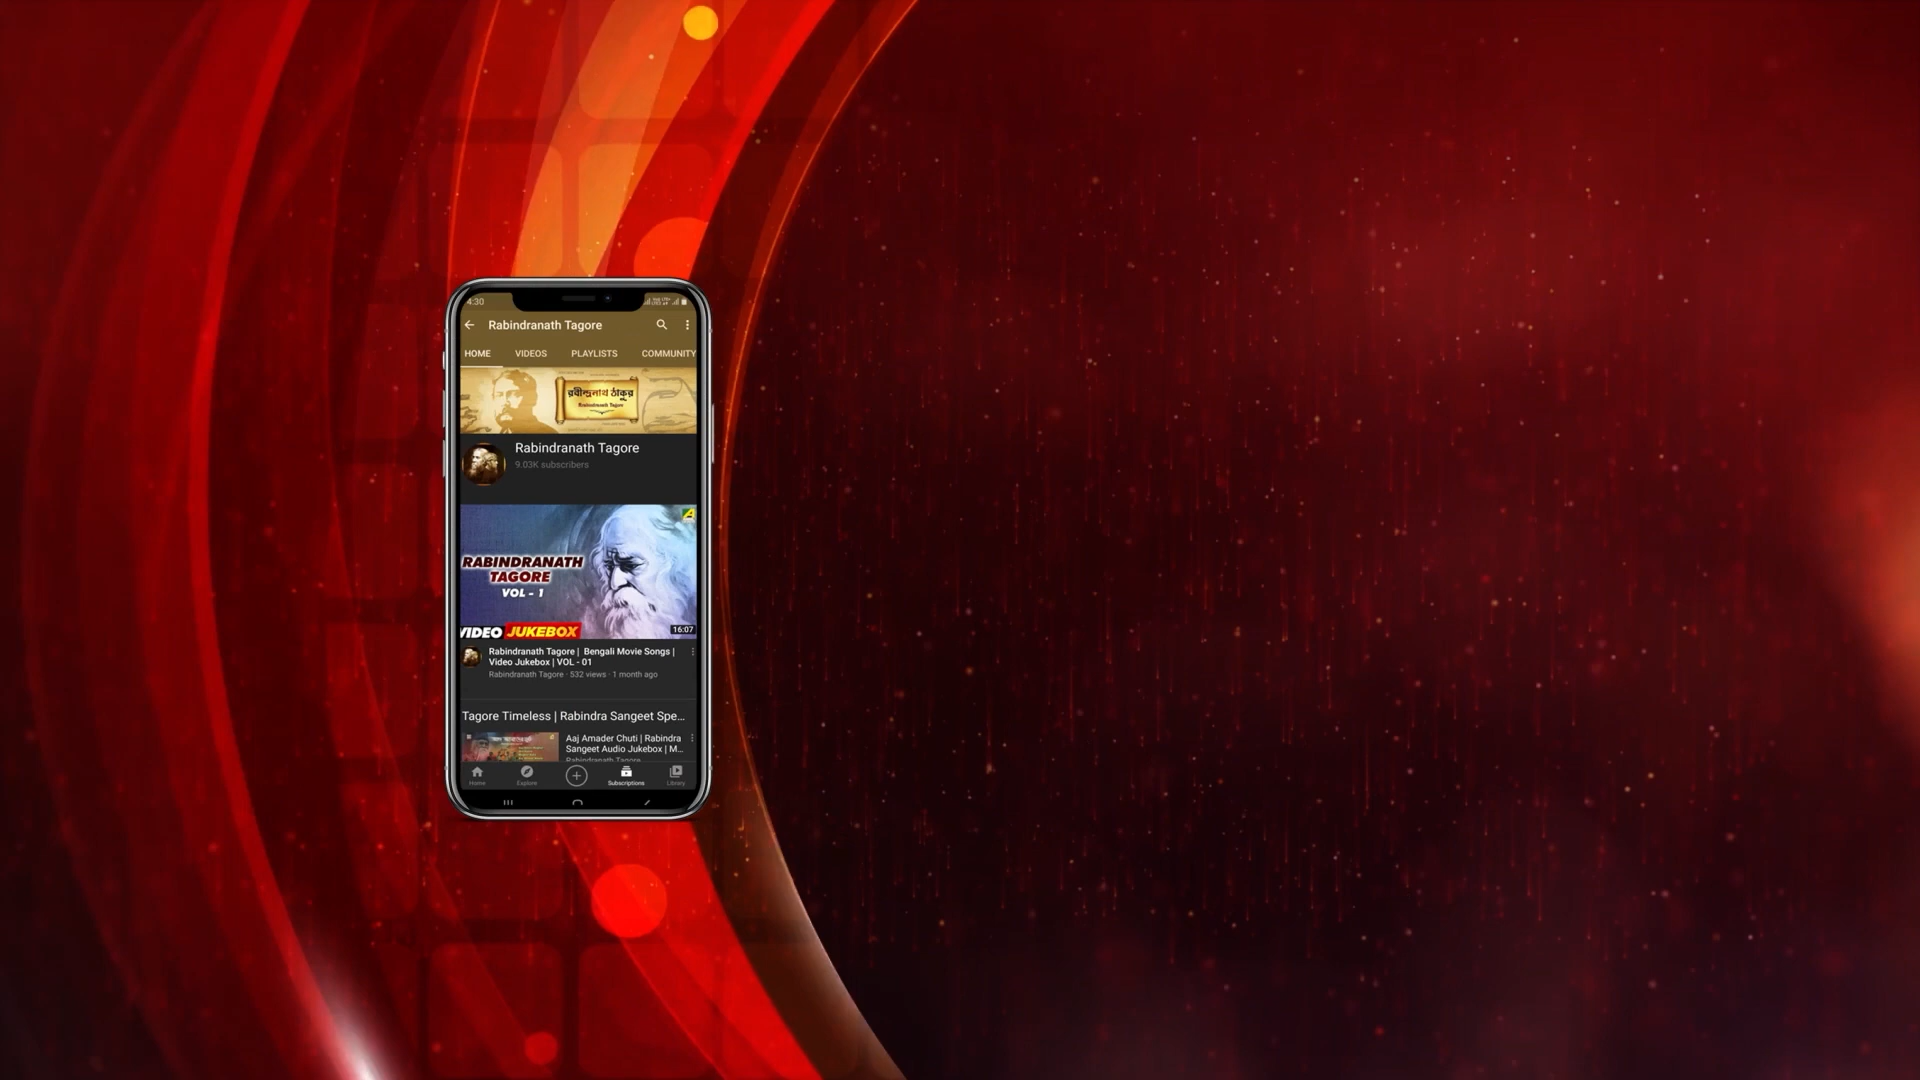 4:30
Rabindranath Tagore
HOME VIDEOS PLAYLISTS COMMUNITY
রবীন্দ্রনাথ ঠাকুর
Rabindranath Tagore
Rabindranath Tagore
9.03K subscribers
RABINDRANATH
TAGORE
VOL - 1
VIDEO JUKEBOX
16:07
Rabindranath Tagore | Bengali Movie Songs |
Video Jukebox | VOL - 01
Rabindranath Tagore · 532 views · 1 month ago
Tagore Timeless | Rabindra Sangeet Spe...
Aaj Amader Chuti | Rabindra
Sangeet Audio Jukebox | M...
Rabindranath Tagore
Home Explore Subscriptions Library